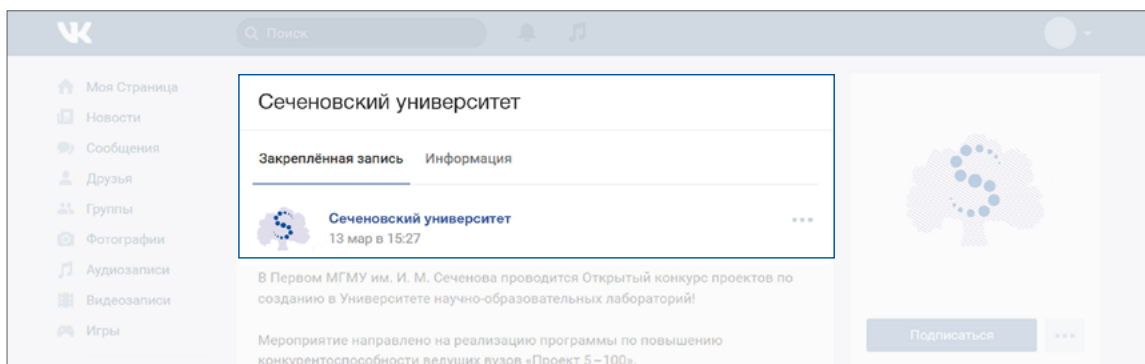 Поиск
Моя Страница
Новости
Сообщения
Друзья
Группы
Фотографии
Аудиозаписи
Видеозаписи
Игры
Сеченовский университет
Закреплённая запись Информация
Сеченовский университет
13 мар в 15:27
В Первом МГМУ им. И. М. Сеченова проводится Открытый конкурс проектов по
созданию в Университете научно-образовательных лабораторий!
Мероприятие направлено на реализацию программы по повышению
конкурентоспособности ведущих вузов «Проект 5–100».
Подписаться